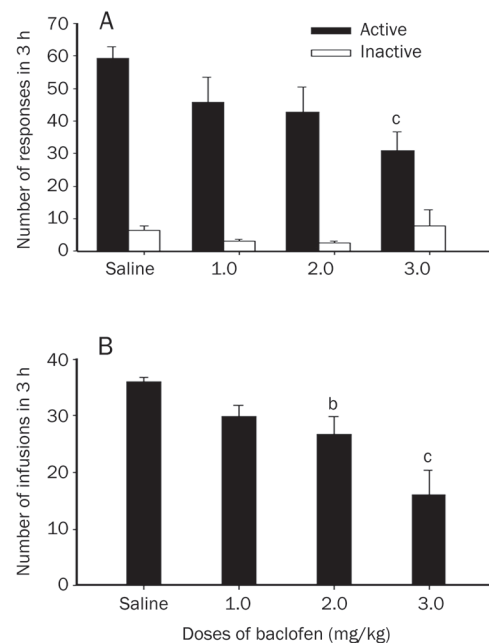 A
Active
Inactive
Number of responses in 3 h
70
60
50
40
30
20
10
0
c
Saline 1.0 2.0 3.0
B
Number of infusions in 3 h
40
30
20
10
0
b
c
Saline 1.0 2.0 3.0
Doses of baclofen (mg/kg)